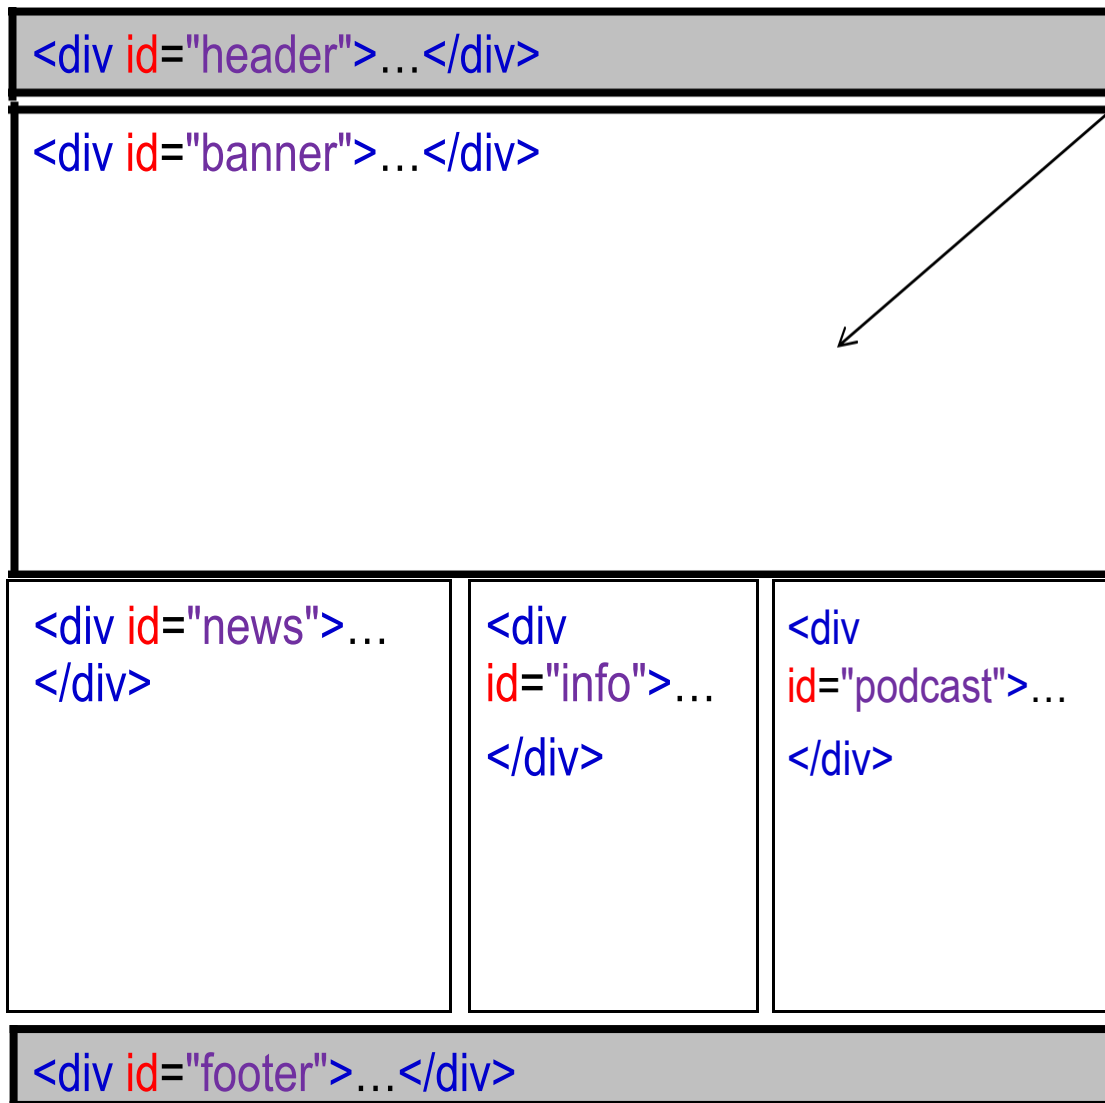 <div id="header">…</div>
<div id="banner">…</div>
<div id="news">…
</div>
<div
id="info">…
</div>
<div
id="podcast">…
</div>
<div id="footer">…</div>